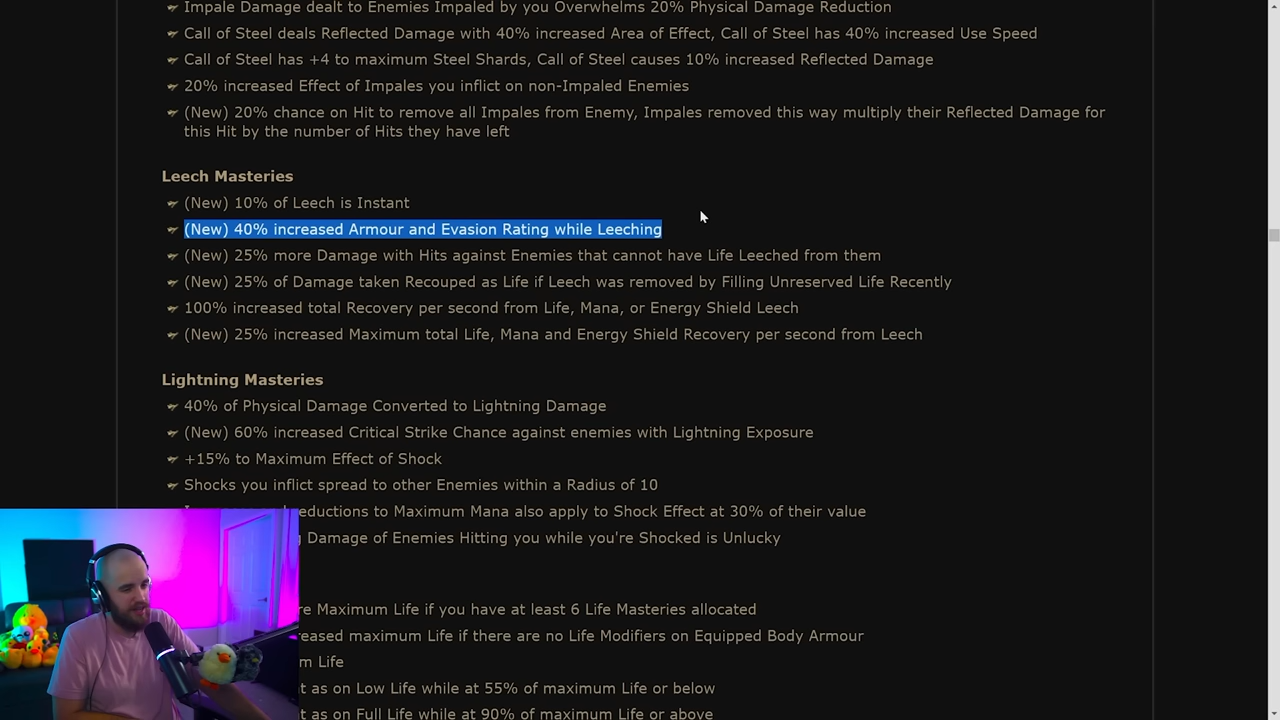 Impale Damage dealt to Enemies Impaled by you Overwhelms 20% Physical Damage Reduction
Call of Steel deals Reflected Damage with 40% increased Area of Effect, Call of Steel has 40% increased Use Speed
Call of Steel has +4 to maximum Steel Shards, Call of Steel causes 10% increased Reflected Damage
20% increased Effect of Impales you inflict on non-Impaled Enemies
(New) 20% chance on Hit to remove all Impales from Enemy, Impales removed this way multiply their Reflected Damage for
this Hit by the number of Hits they have left
Leech Masteries
(New) 10% of Leech is Instant
(New) 40% increased Armour and Evasion Rating while Leeching
(New) 25% more Damage with Hits against Enemies that cannot have Life Leeched from them
(New) 25% of Damage taken Recouped as Life if Leech was removed by Filling Unreserved Life Recently
100% increased total Recovery per second from Life, Mana, or Energy Shield Leech
(New) 25% increased Maximum total Life, Mana and Energy Shield Recovery per second from Leech
Lightning Masteries
40% of Physical Damage Converted to Lightning Damage
(New) 60% increased Critical Strike Chance against enemies with Lightning Exposure
+15% to Maximum Effect of Shock
Shocks you inflict spread to other Enemies within a Radius of 10
to Maximum Mana also apply to Shock Effect at 30% of their value
Damage of Enemies Hitting you while you're Shocked is Unlucky
Maximum Life if you have at least 6 Life Masteries allocated
maximum Life if there are no Life Modifiers on Equipped Body Armour
Life
as on Low Life while at 55% of maximum Life or below
as on Full Life while at 90% of maximum Life or above